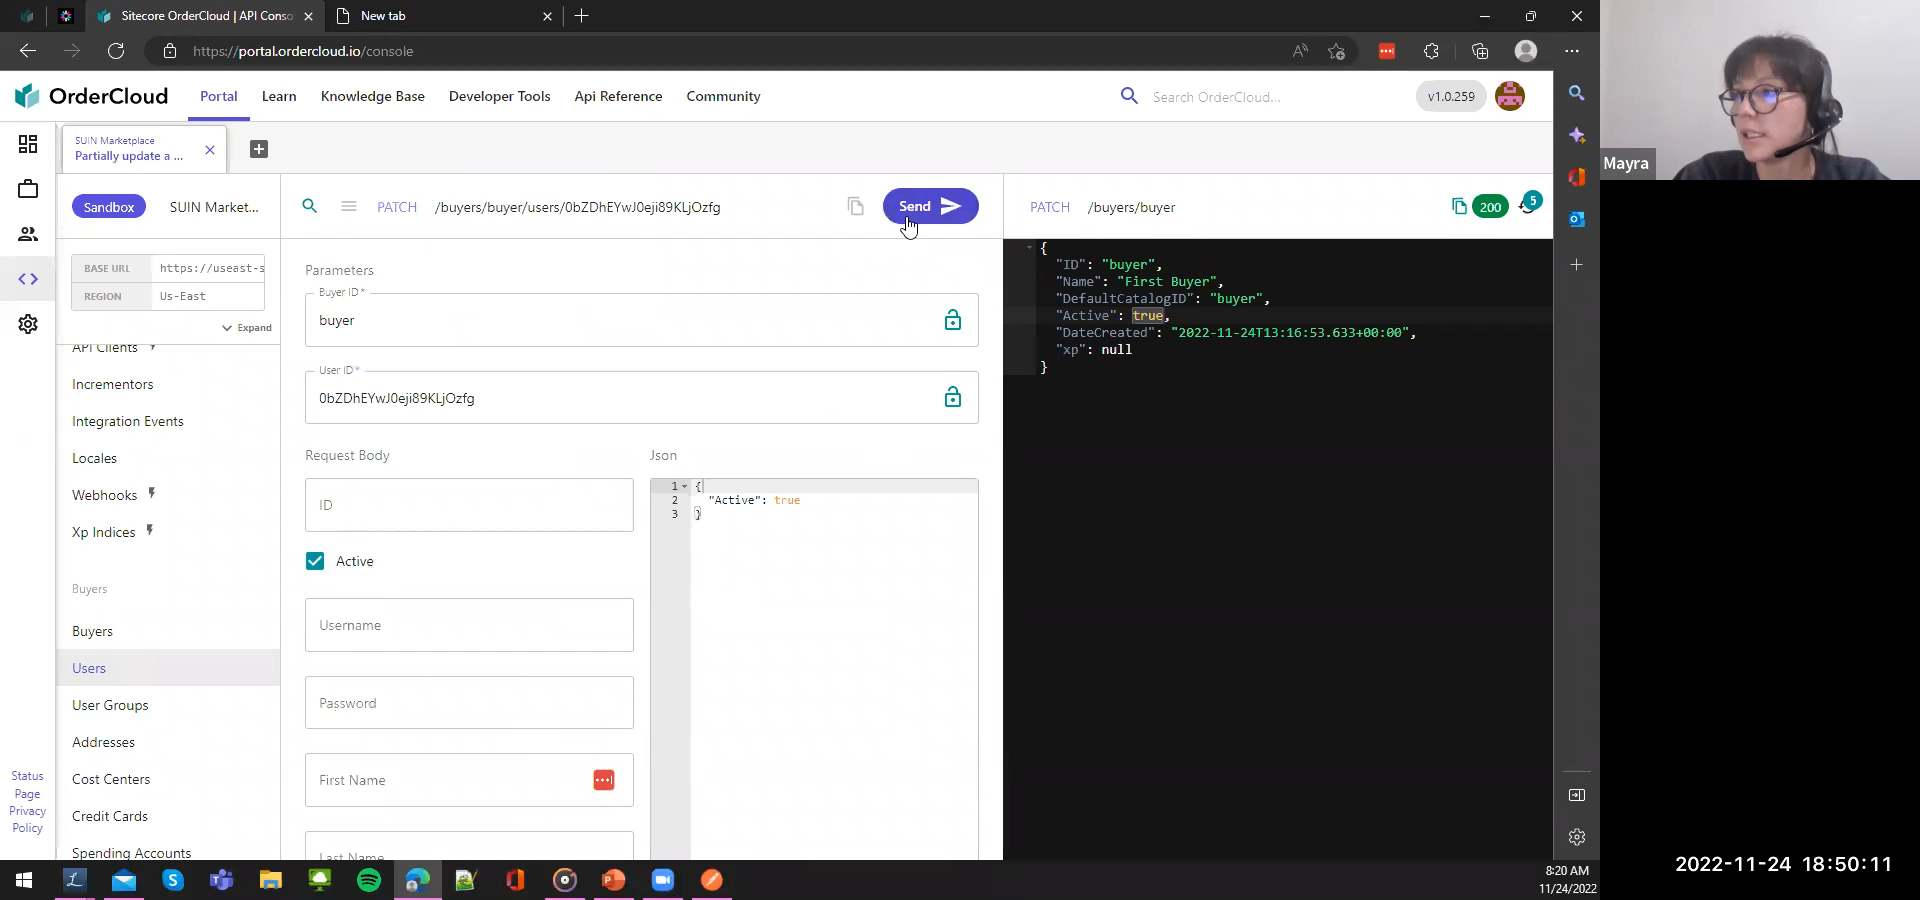 Sitecore OrderCloud | API Conso
New tab
https://portal.ordercloud.io/console
OrderCloud
Portal
Learn
Knowledge Base
Developer Tools
Api Reference
Community
Search OrderCloud...
v1.0.259
SUIN Marketplace
Partially update a ...
Sandbox
SUIN Market...
PATCH
/buyers/buyer/users/0bZDhEYwJ0eji89KLjOzfg
Send
PATCH
/buyers/buyer
200
5
BASE URL
https://useast-s
REGION
Us-East
Expand
API Clients
Incrementors
Integration Events
Locales
Webhooks
Xp Indices
Buyers
Buyers
Users
User Groups
Addresses
Cost Centers
Credit Cards
Spending Accounts
Status
Page
Privacy
Policy
Parameters
Buyer ID*
buyer
User ID*
0bZDhEYwJ0eji89KLjOzfg
Request Body
ID
Active
Username
Password
First Name
Last Name
Json
1 {
2 "Active": true
3 }
{
"ID": "buyer",
"Name": "First Buyer",
"DefaultCatalogID": "buyer",
"Active": true,
"DateCreated": "2022-11-24T13:16:53.633+00:00",
"xp": null
}
Mayra
8:20 AM
11/24/2022
2022-11-24 18:50:11